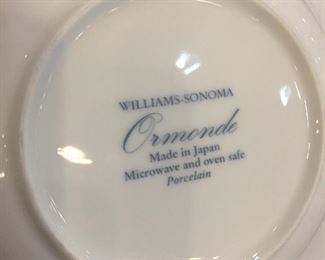 WILLIAMS-SONOMA
Ormonde
Made in Japan
Microwave and oven safe
Porcelain